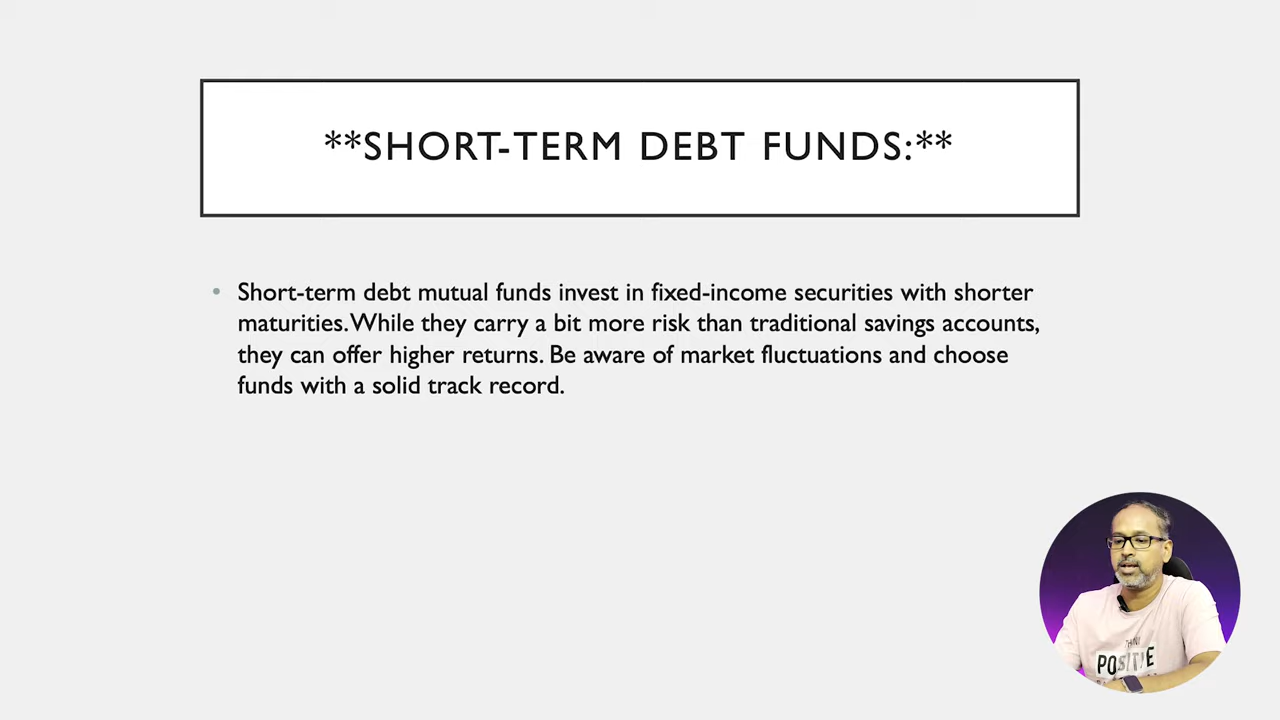 **SHORT-TERM DEBT FUNDS:**
• Short-term debt mutual funds invest in fixed-income securities with shorter
maturities. While they carry a bit more risk than traditional savings accounts,
they can offer higher returns. Be aware of market fluctuations and choose
funds with a solid track record.
THINK
POSITIVE